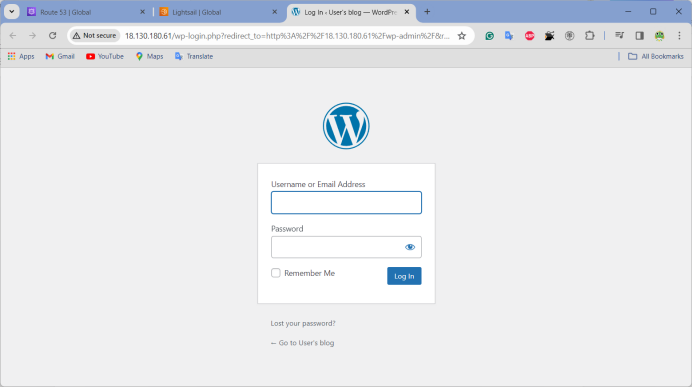 Route 53 | Global
Lightsail | Global
Log In ‹ User's blog — WordPre
Not secure
18.130.180.61/wp-login.php?redirect_to=http%3A%2F%2F18.130.180.61%2Fwp-admin%2F&r...
Apps
Gmail
YouTube
Maps
Translate
All Bookmarks
Username or Email Address
Password
Remember Me
Log In
Lost your password?
← Go to User's blog